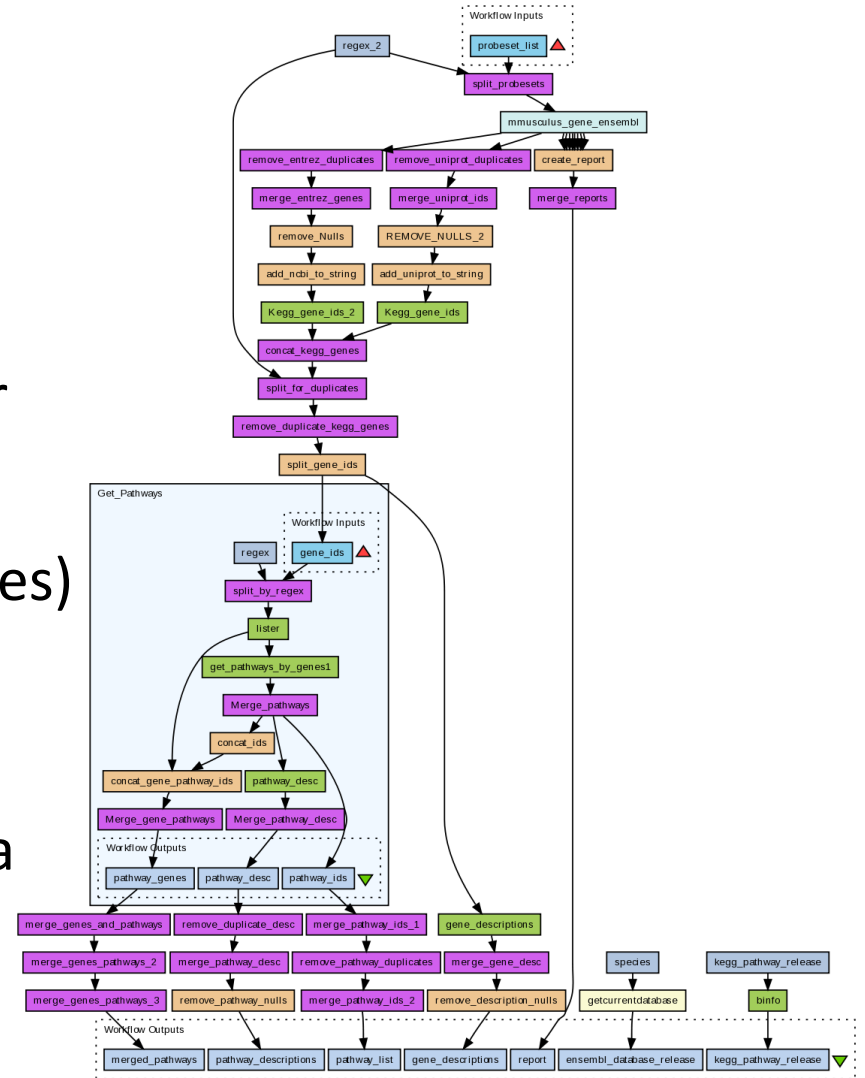 Workflow Inputs
regex_2
probeset_list
split_probesets
mmusculus_gene_ensembl
remove_entrez_duplicates
remove_uniprot_duplicates
create_report
merge_entrez_genes
merge_uniprot_ids
merge_reports
remove_Nulls
REMOVE_NULLS_2
add_ncbi_to_string
add_uniprot_to_string
Kegg_gene_ids_2
Kegg_gene_ids
concat_kegg_genes
r
split_for_duplicates
remove_duplicate_kegg_genes
split_gene_ids
Get_Pathways
Workflow Inputs
regex
gene_ids
es)
split_by_regex
lister
get_pathways_by_genes1
Merge_pathways
concat_ids
concat_gene_pathway_ids
pathway_desc
Merge_gene_pathways
Merge_pathway_desc
Workflow Outputs
a
pathway_genes
pathway_desc
pathway_ids
merge_genes_and_pathways
remove_duplicate_desc
merge_pathway_ids_1
gene_descriptions
merge_genes_pathways_2
merge_pathway_desc
remove_pathway_duplicates
merge_gene_desc
species
kegg_pathway_release
merge_genes_pathways_3
remove_pathway_nulls
merge_pathway_ids_2
remove_description_nulls
getcurrentdatabase
binfo
Workflow Outputs
merged_pathways
pathway_descriptions
pathway_list
gene_descriptions
report
ensembl_database_release
kegg_pathway_release